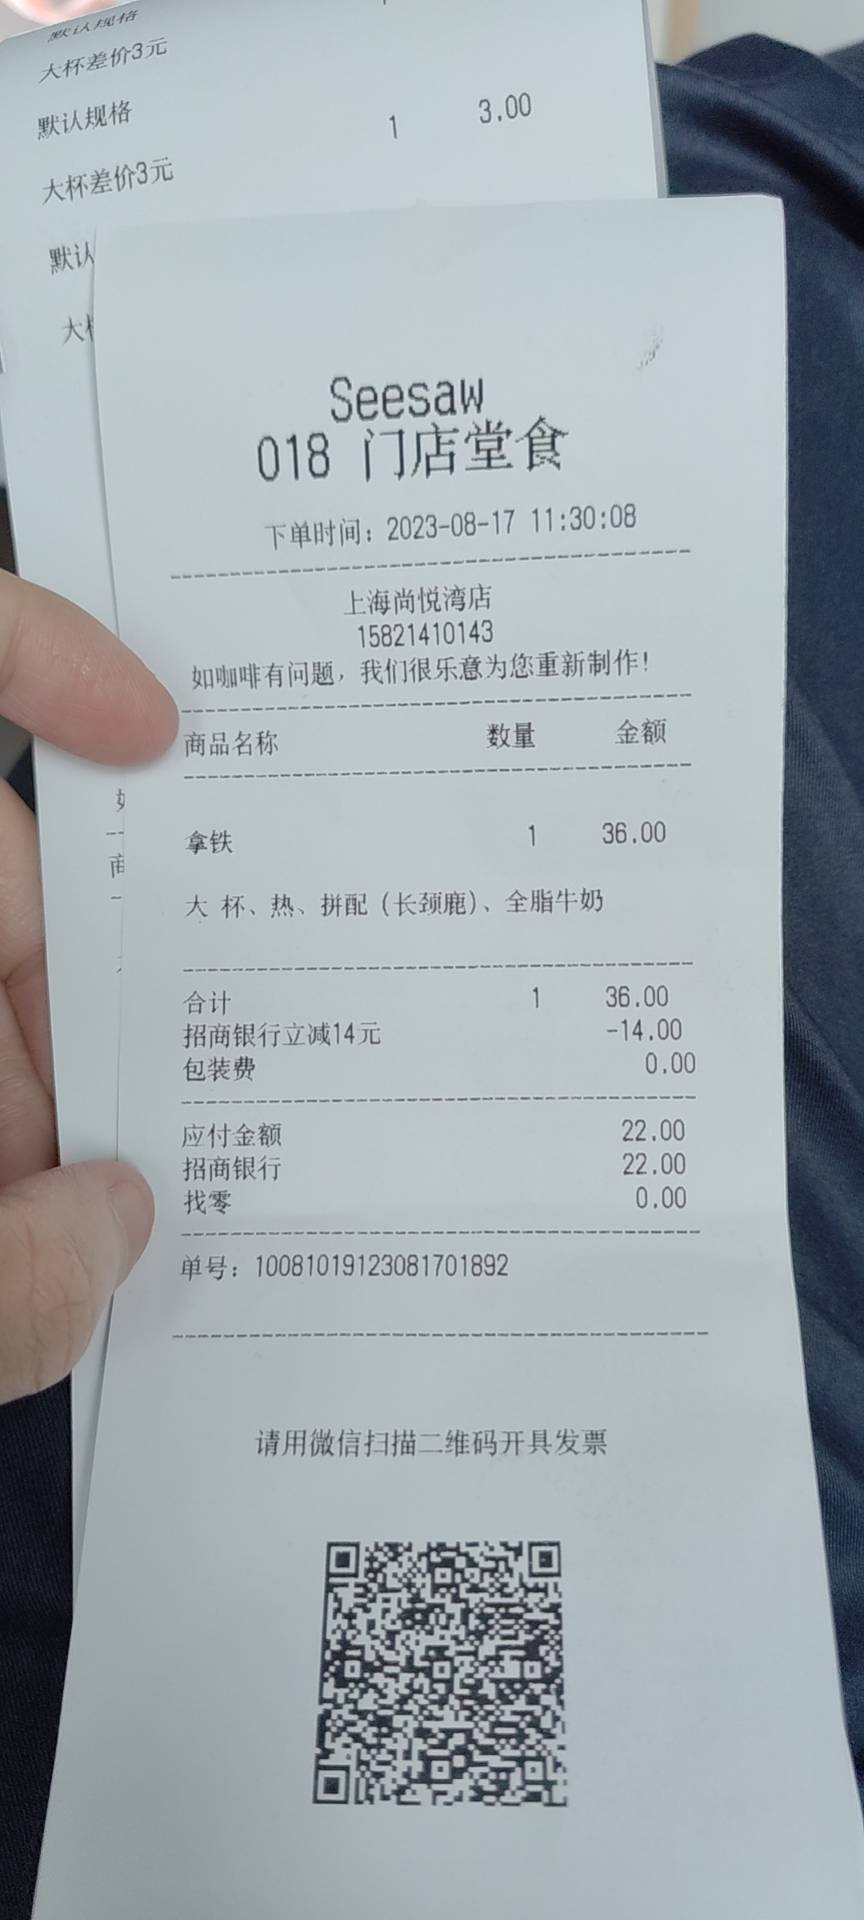 默认规格
大杯差价3元
默认规格 1 3.00
大杯差价3元
默认
大
Seesaw
018 门店堂食
下单时间：2023-08-17 11:30:08
上海尚悦湾店
15821410143
如咖啡有问题，我们很乐意为您重新制作！
商品名称 数量 金额
商
拿铁 1 36.00
大 杯、热、拼配（长颈鹿）、全脂牛奶
合计 1 36.00
招商银行立减14元 -14.00
包装费 0.00
应付金额 22.00
招商银行 22.00
找零 0.00
单号：10081019123081701892
请用微信扫描二维码开具发票